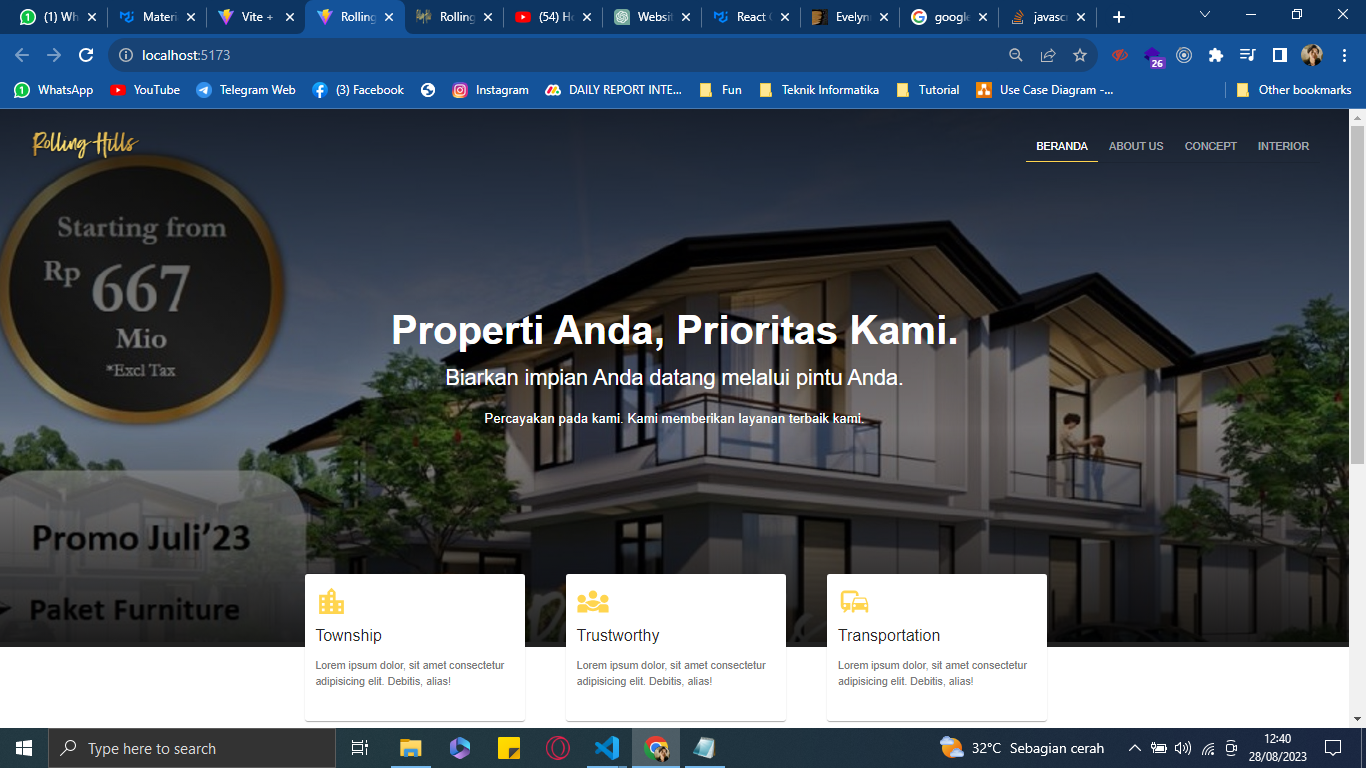 (1) Wh
Materia
Vite +
Rolling
Rolling
(54) Ho
Websit
React C
Evelyn
google
javascr
localhost:5173
26
WhatsApp
YouTube
Telegram Web
(3) Facebook
Instagram
DAILY REPORT INTE...
Fun
Teknik Informatika
Tutorial
Use Case Diagram -...
Other bookmarks
Rolling Hills
BERANDA
ABOUT US
CONCEPT
INTERIOR
Starting from
Rp 667
Mio
*Excl Tax
Properti Anda, Prioritas Kami.
Biarkan impian Anda datang melalui pintu Anda.
Percayakan pada kami. Kami memberikan layanan terbaik kami.
Promo Juli’23
Paket Furniture
Township
Lorem ipsum dolor, sit amet consectetur
adipisicing elit. Debitis, alias!
Trustworthy
Lorem ipsum dolor, sit amet consectetur
adipisicing elit. Debitis, alias!
Transportation
Lorem ipsum dolor, sit amet consectetur
adipisicing elit. Debitis, alias!
Type here to search
32°C Sebagian cerah
12:40
28/08/2023